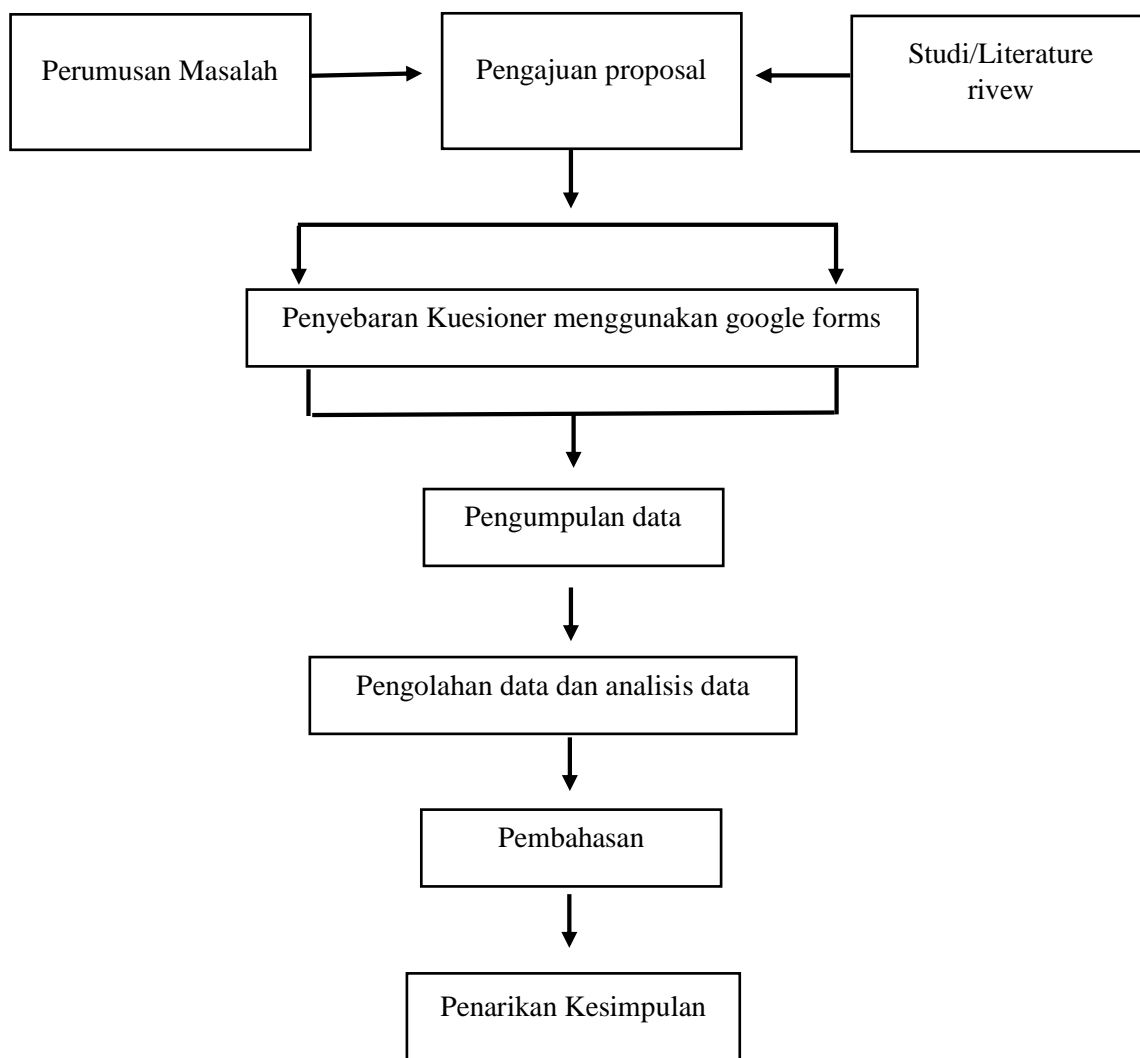 Perumusan Masalah
Pengajuan proposal
Studi/Literature
rivew
Penyebaran Kuesioner menggunakan google forms
Pengumpulan data
Pengolahan data dan analisis data
Pembahasan
Penarikan Kesimpulan